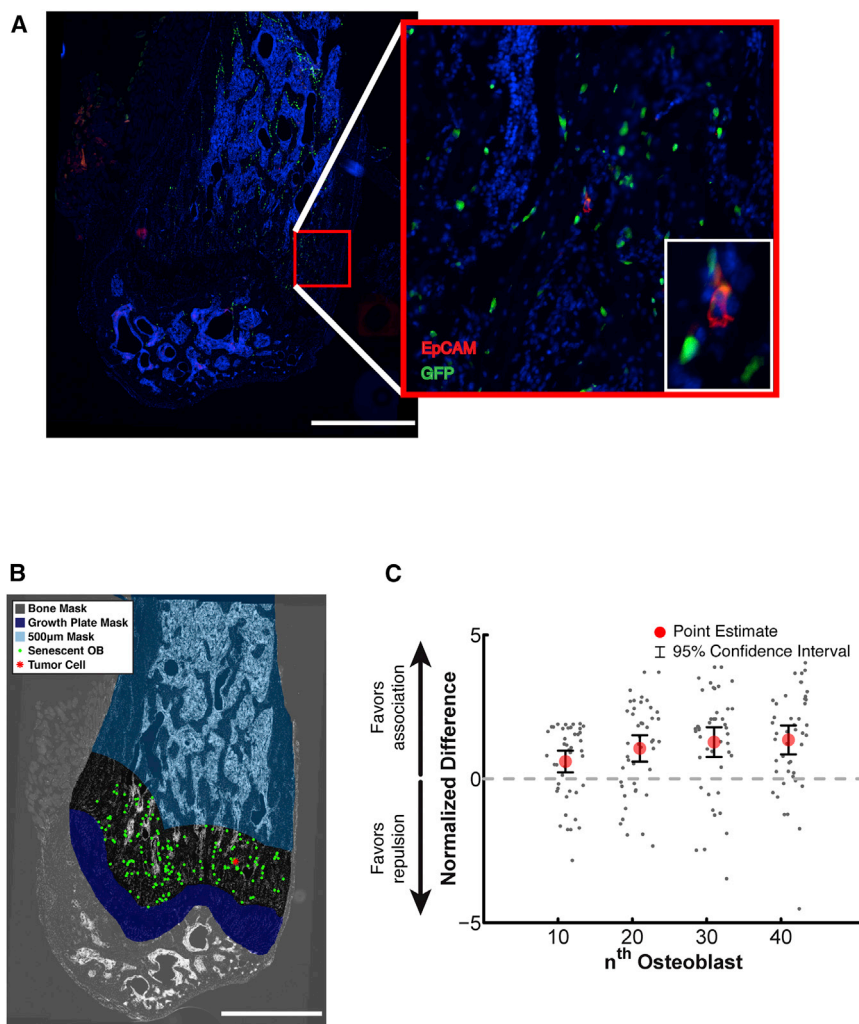 A
EpCAM
GFP
B
Bone Mask
Growth Plate Mask
500µm Mask
Senescent OB
Tumor Cell
C
Point Estimate
95% Confidence Interval
Favors
association
Favors
repulsion
Normalized Difference
5
0
−5
10 20 30 40
nth Osteoblast